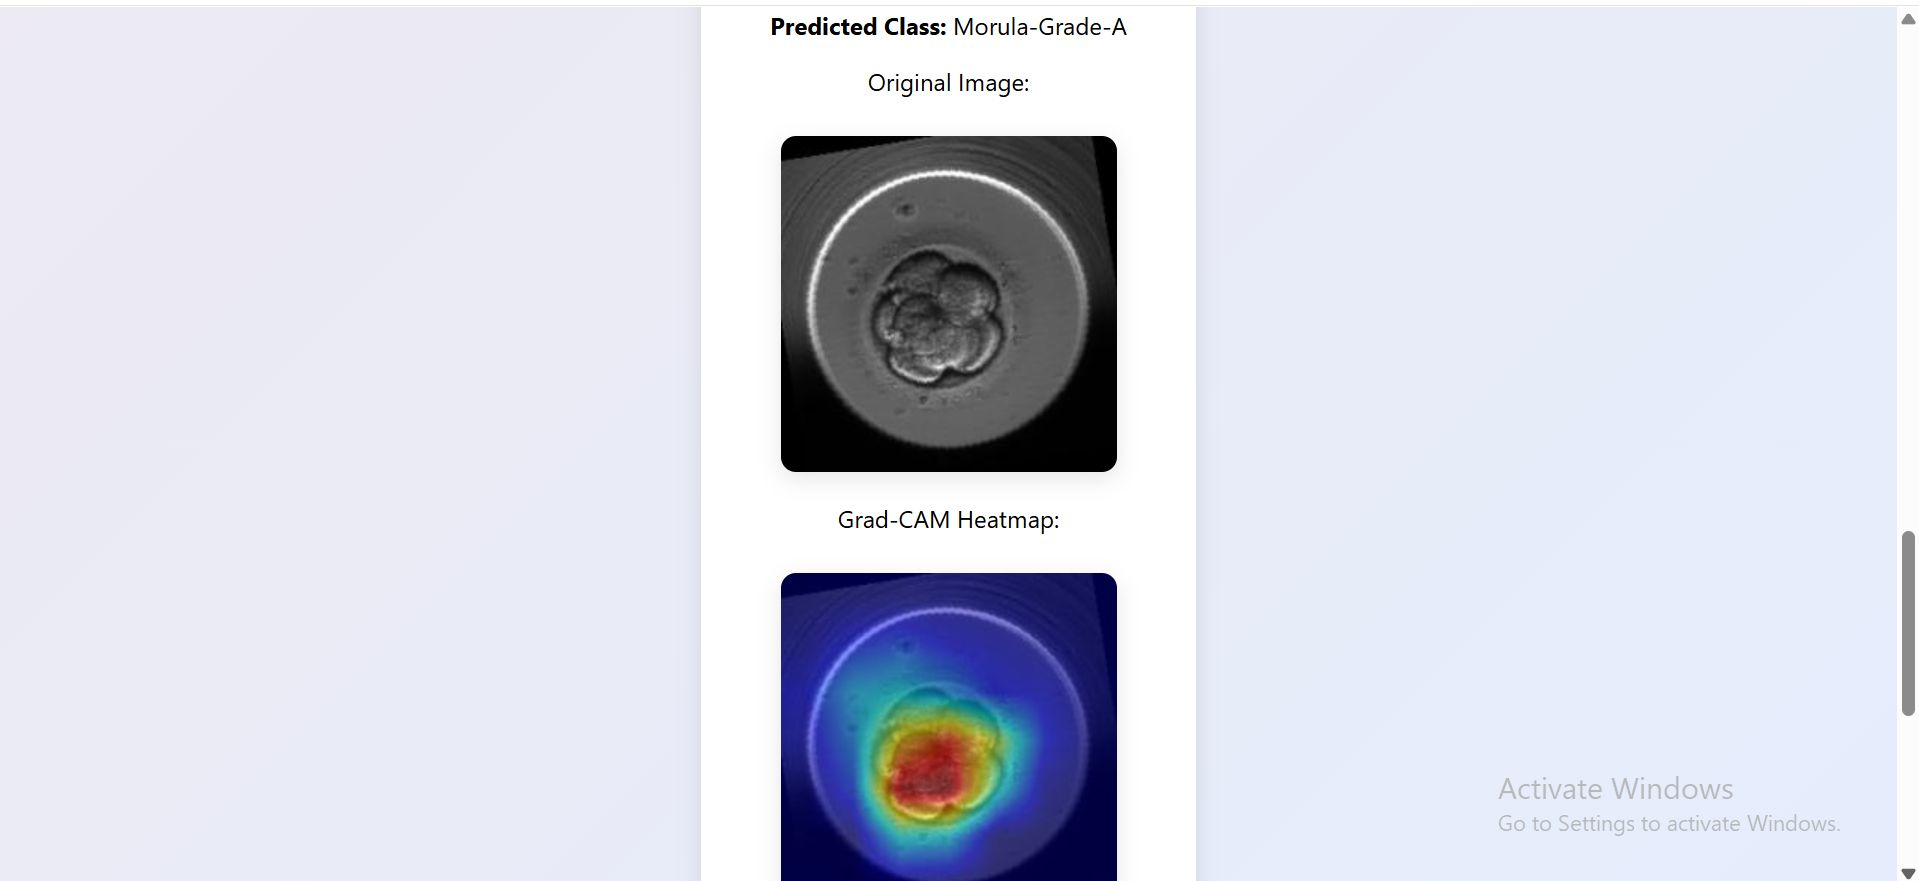 Predicted Class: Morula-Grade-A
Original Image:
Grad-CAM Heatmap:
Activate Windows
Go to Settings to activate Windows.